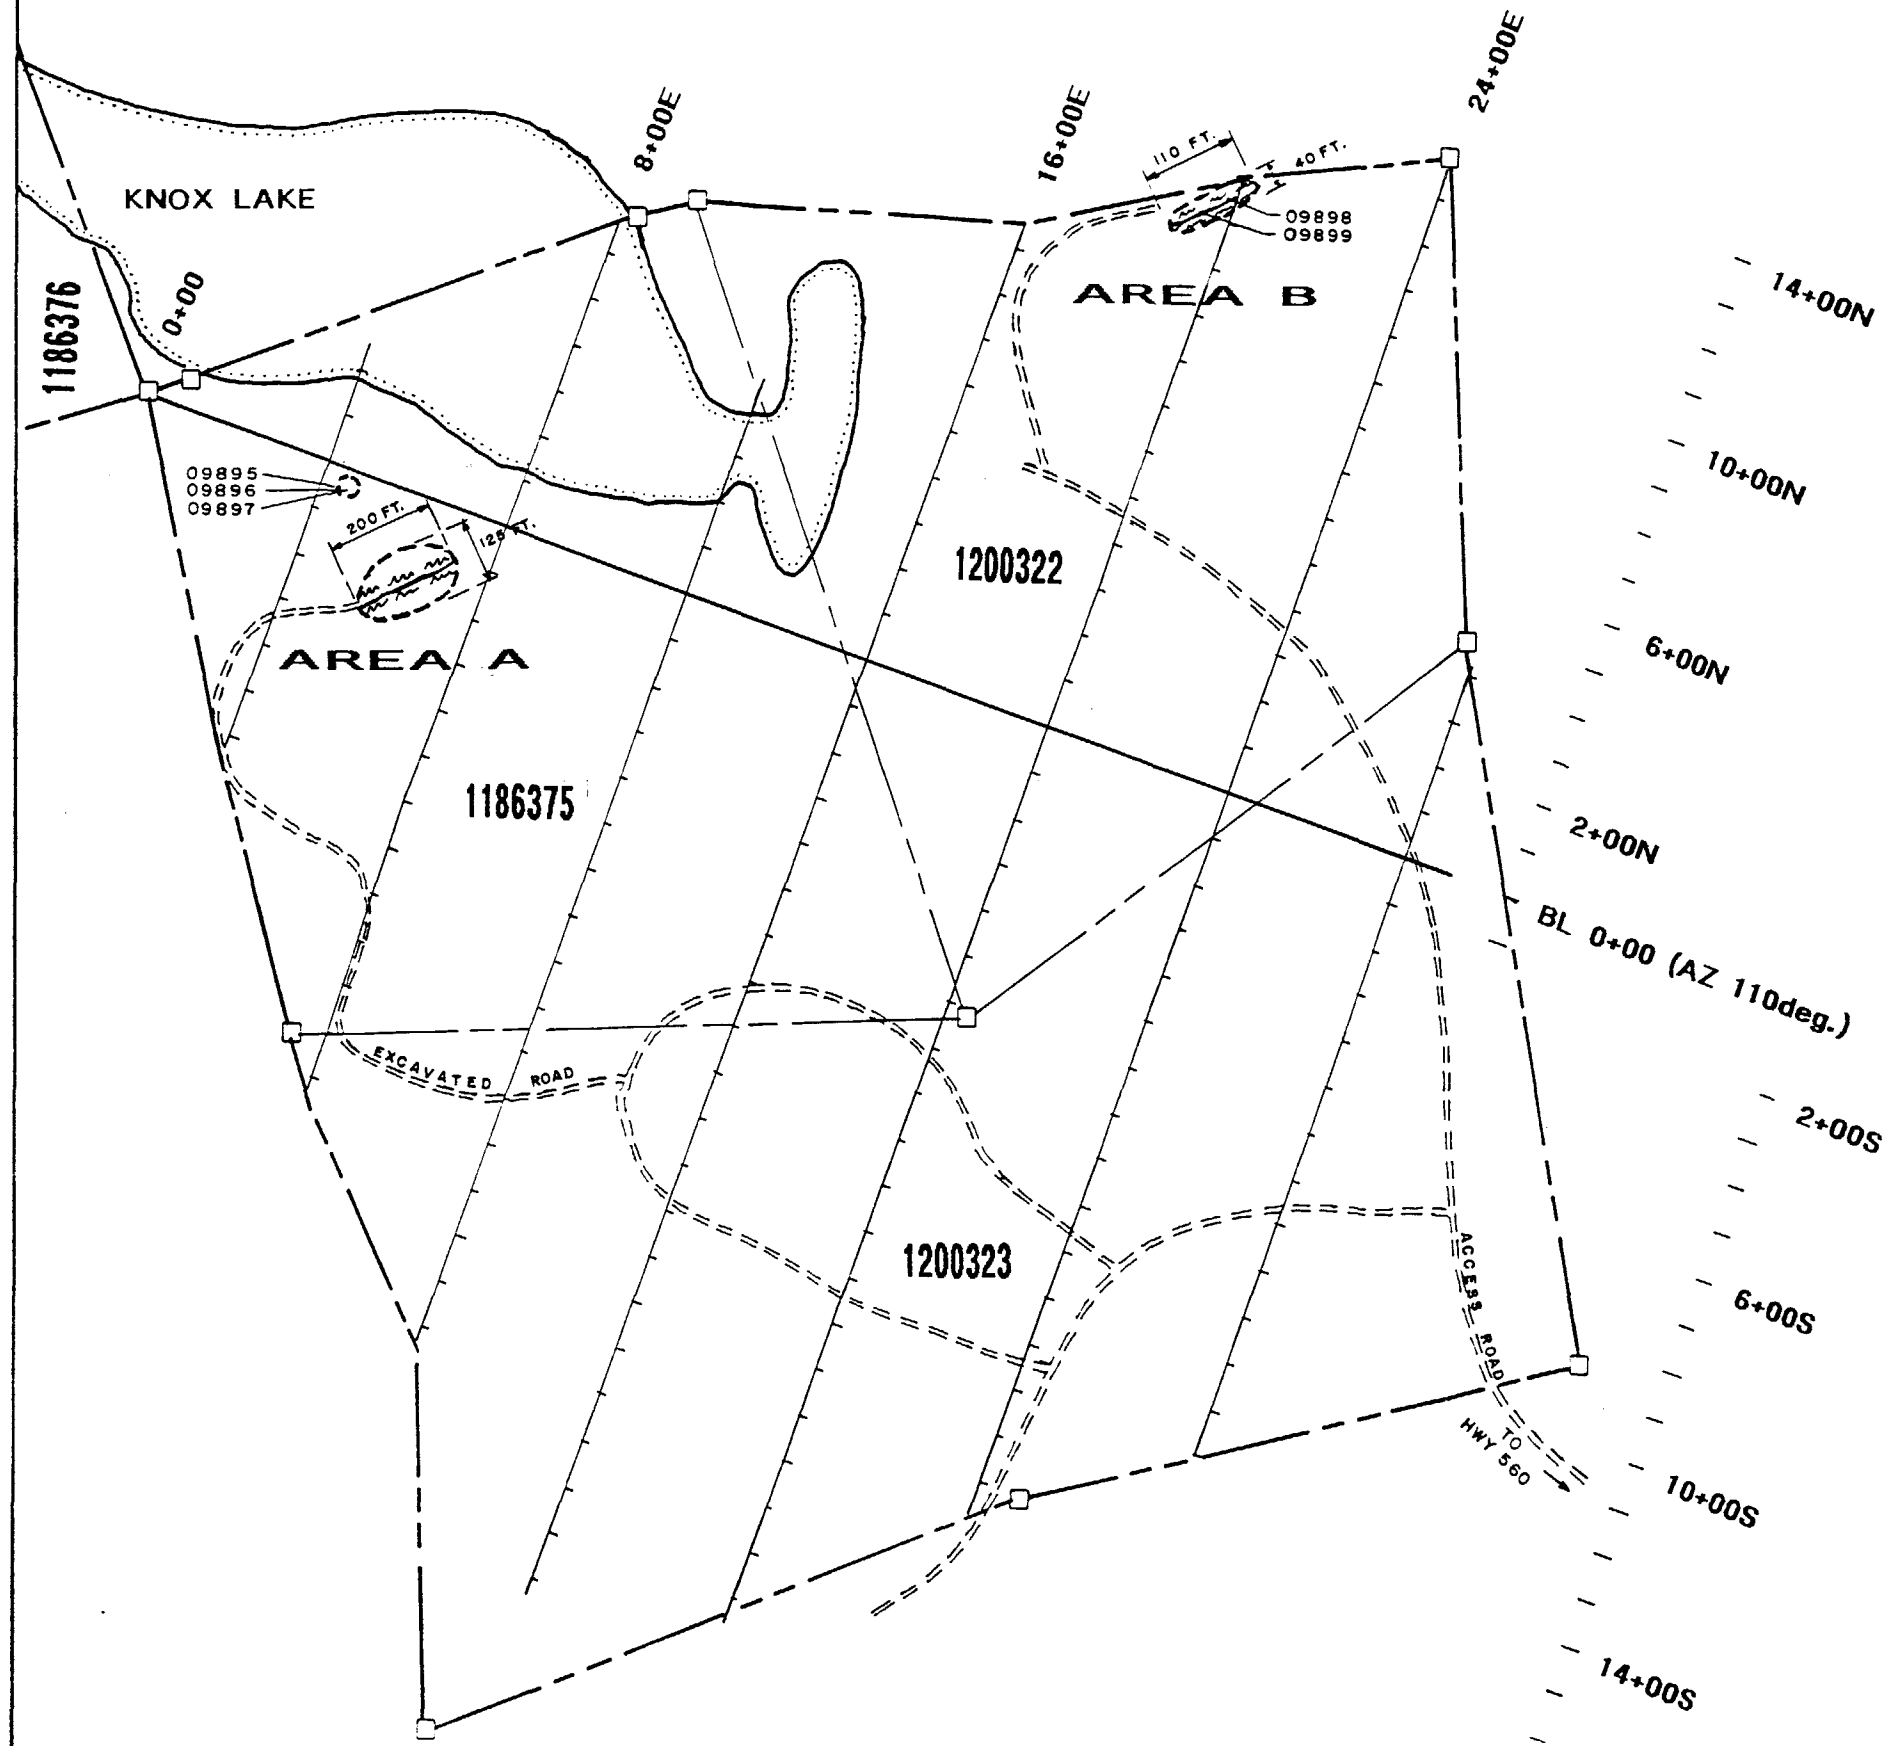 24+00E
8+00E
16+00E
110 FT.
40 FT.
KNOX LAKE
09898
09899
1186376
0+00
AREA B
14+00N
09895
09896
09897
10+00N
200 FT.
125 FT.
1200322
AREA A
6+00N
1186375
2+00N
BL 0+00 (AZ 110deg.)
EXCAVATED ROAD
2+00S
1200323
ACCESS ROAD
6+00S
TO
HWY 560
10+00S
14+00S